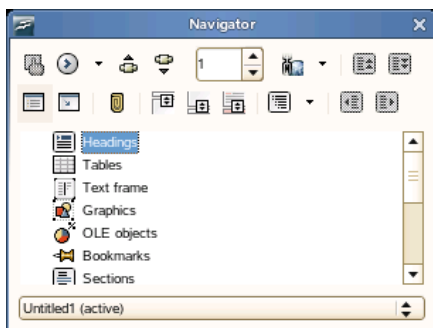 Navigator
1
Headings
Tables
Text frame
Graphics
OLE objects
Bookmarks
Sections
Untitled1 (active)